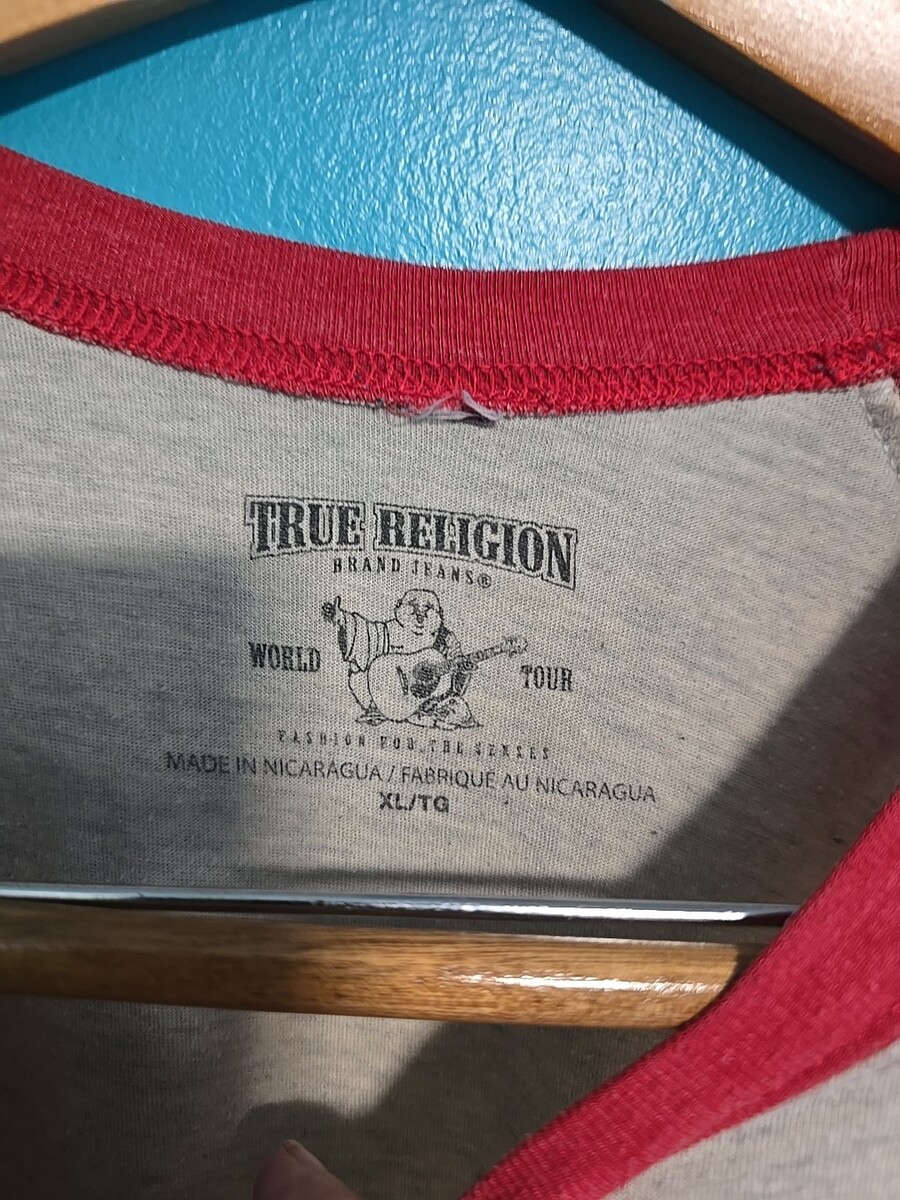 TRUE RELIGION
BRAND JEANS®
WORLD TOUR
FASHION FOR THE SENSES
MADE IN NICARAGUA / FABRIQUE AU NICARAGUA
XL/TG